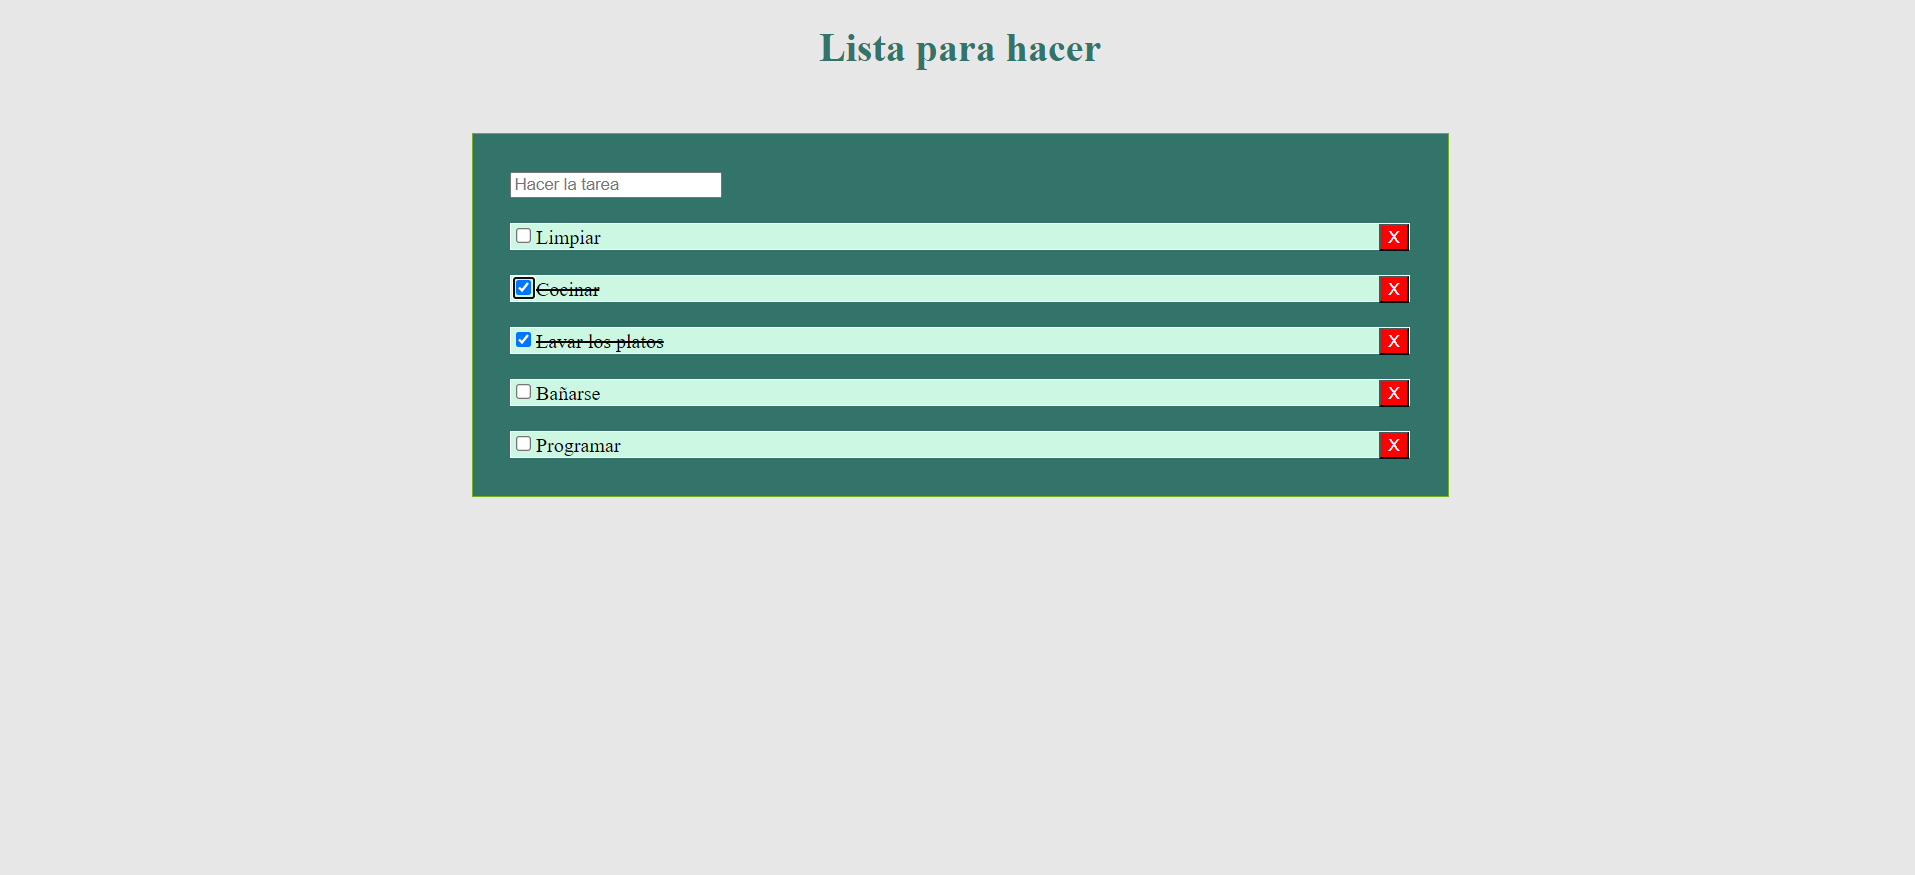 Lista para hacer
Hacer la tarea
Limpiar X
Cocinar X
Lavar los platos X
Bañarse X
Programar X